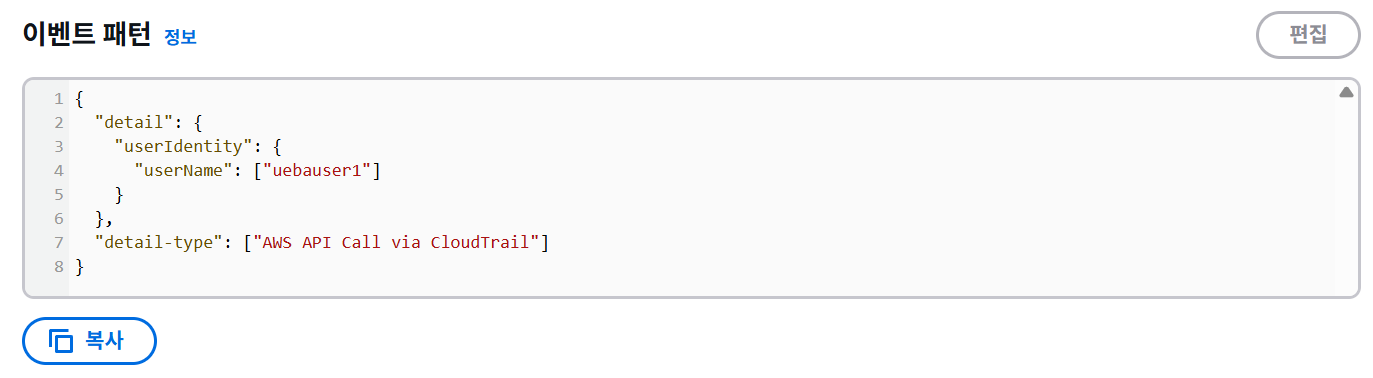 이벤트 패턴 정보
편집
1 {
2   "detail": {
3     "userIdentity": {
4       "userName": ["uebauser1"]
5     }
6   },
7   "detail-type": ["AWS API Call via CloudTrail"]
8 }
복사